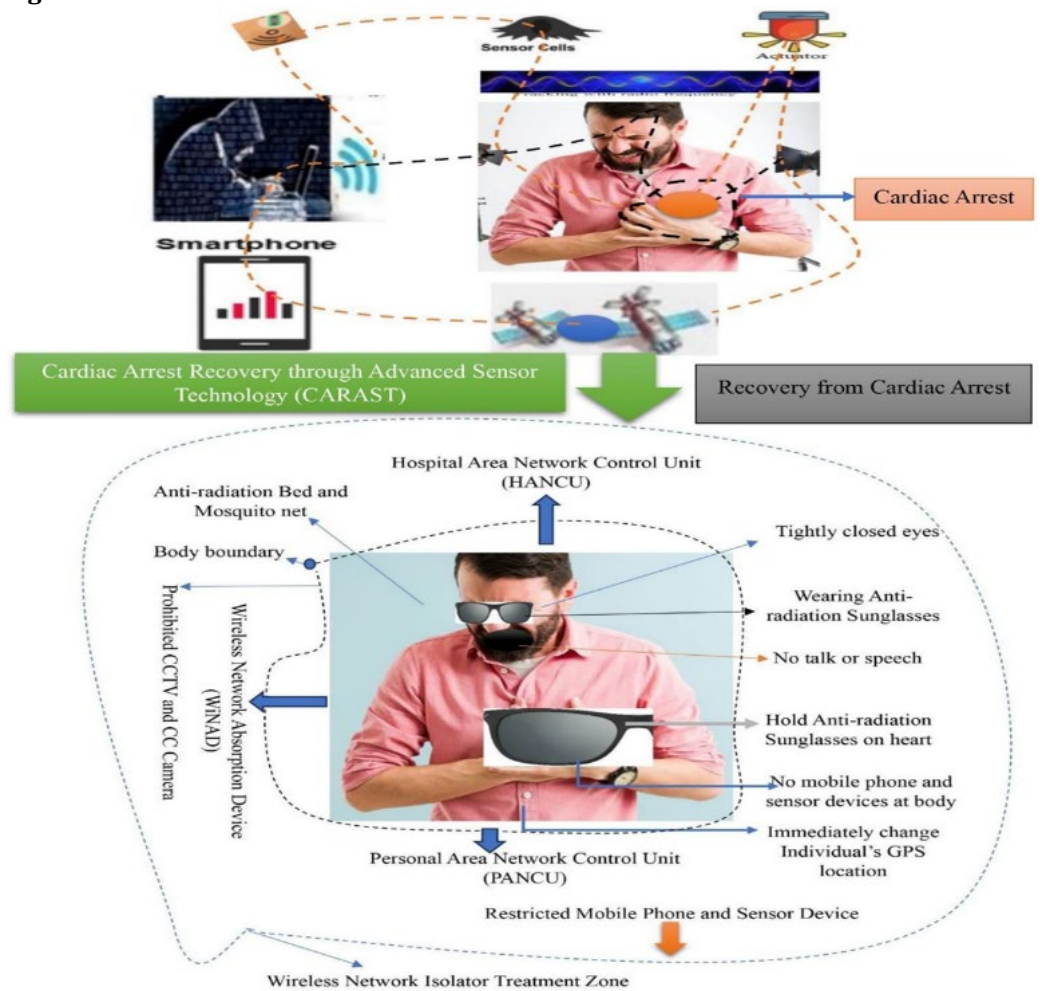 Sensor Cells
Actuator
Tracking with radio frequency
Cardiac Arrest
Smartphone
Cardiac Arrest Recovery through Advanced Sensor
Technology (CARAST)
Recovery from Cardiac Arrest
Hospital Area Network Control Unit
(HANCU)
Anti-radiation Bed and
Mosquito net
Tightly closed eyes
Body boundary
Wearing Anti-
radiation Sunglasses
Prohibited CCTV and CC Camera
Wireless Network Absorption Device
(WiNAD)
No talk or speech
Hold Anti-radiation
Sunglasses on heart
No mobile phone and
sensor devices at body
Immediately change
Individual's GPS
location
Personal Area Network Control Unit
(PANCU)
Restricted Mobile Phone and Sensor Device
Wireless Network Isolator Treatment Zone